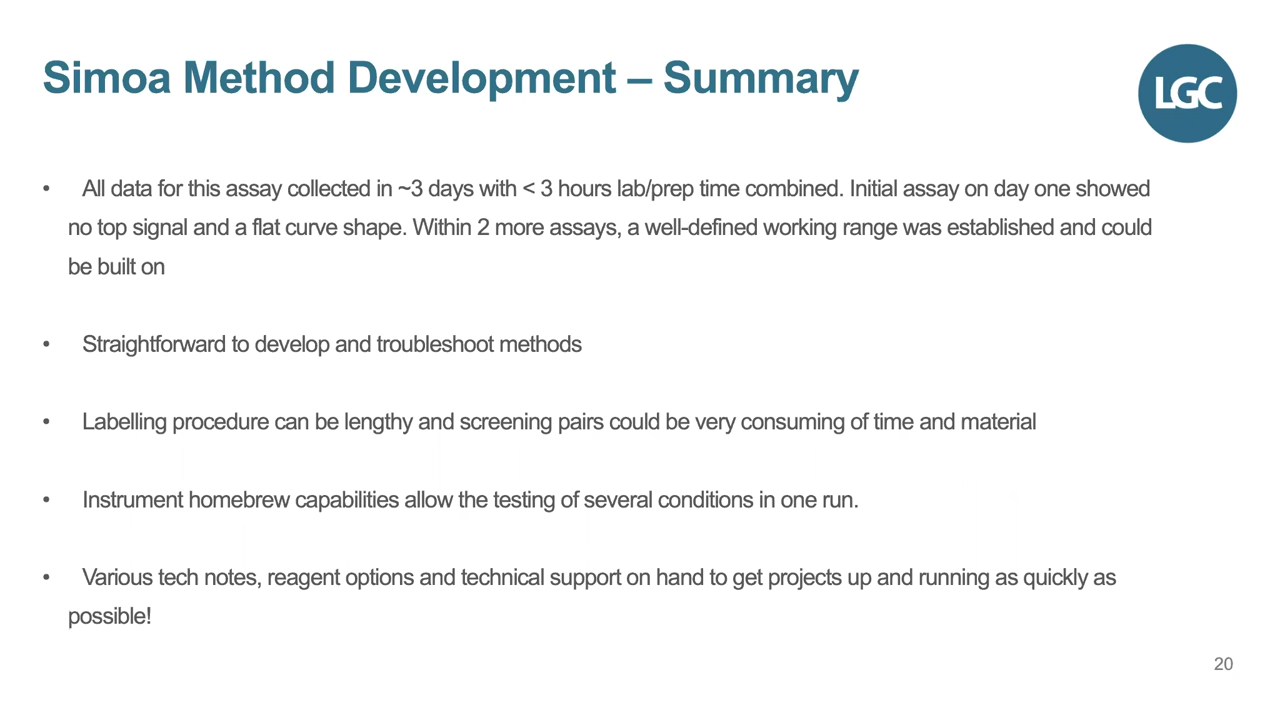 Simoa Method Development – Summary
LGC
• All data for this assay collected in ~3 days with < 3 hours lab/prep time combined. Initial assay on day one showed
no top signal and a flat curve shape. Within 2 more assays, a well-defined working range was established and could
be built on
• Straightforward to develop and troubleshoot methods
• Labelling procedure can be lengthy and screening pairs could be very consuming of time and material
• Instrument homebrew capabilities allow the testing of several conditions in one run.
• Various tech notes, reagent options and technical support on hand to get projects up and running as quickly as
possible!
20